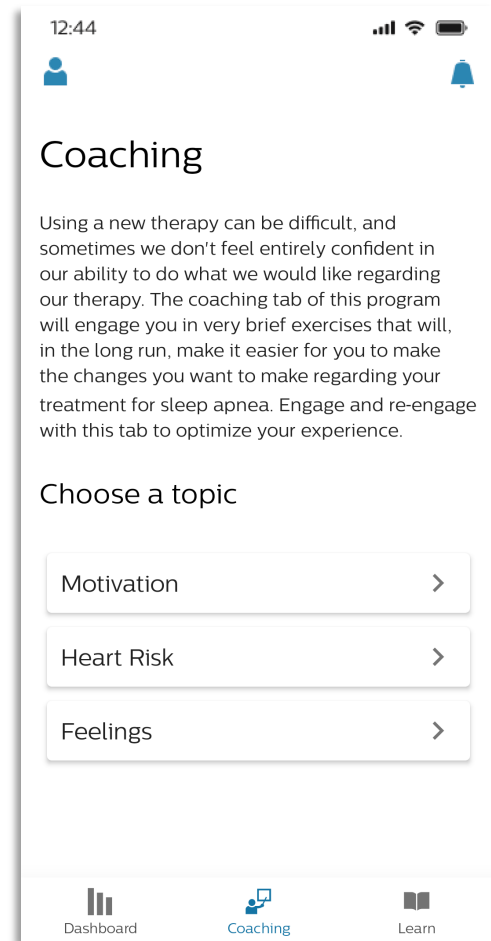 12:44
Coaching
Using a new therapy can be difficult, and
sometimes we don't feel entirely confident in
our ability to do what we would like regarding
our therapy. The coaching tab of this program
will engage you in very brief exercises that will,
in the long run, make it easier for you to make
the changes you want to make regarding your
treatment for sleep apnea. Engage and re-engage
with this tab to optimize your experience.
Choose a topic
Motivation
Heart Risk
Feelings
Dashboard
Coaching
Learn